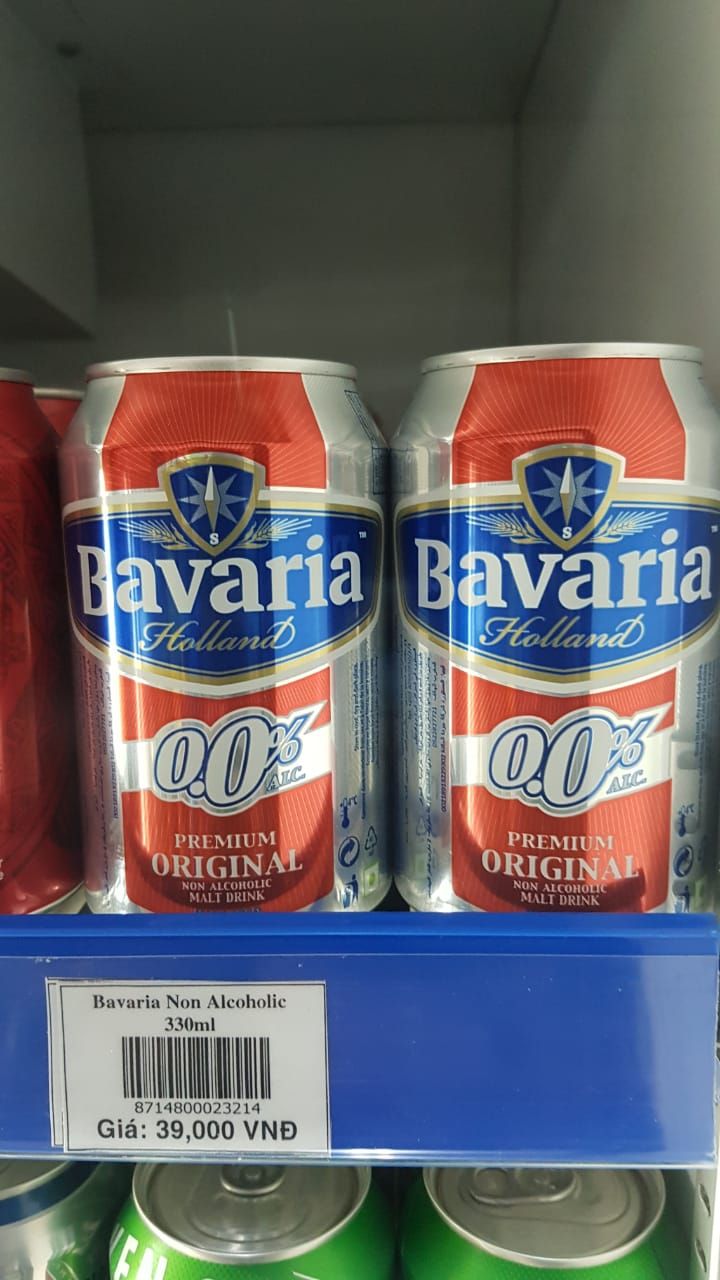 Bavaria
Holland
0.0%
ALC.
PREMIUM
ORIGINAL
NON ALCOHOLIC
MALT DRINK
Bavaria
Holland
0.0%
ALC.
PREMIUM
ORIGINAL
NON ALCOHOLIC
MALT DRINK
Bavaria Non Alcoholic
330ml
8714800023214
Giá: 39,000 VNĐ